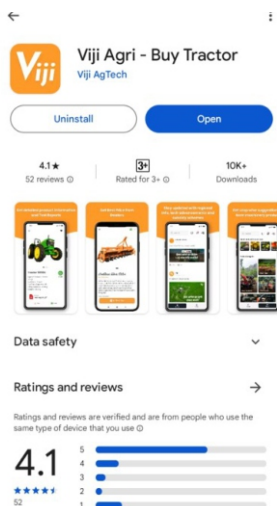 Viji
Viji Agri - Buy Tractor
Viji AgTech
Uninstall
Open
4.1★
52 reviews
3+
Rated for 3+
10K+
Downloads
Data safety
Ratings and reviews
Ratings and reviews are verified and are from people who use the
same type of device that you use
4.1
5
4
3
2
1
52